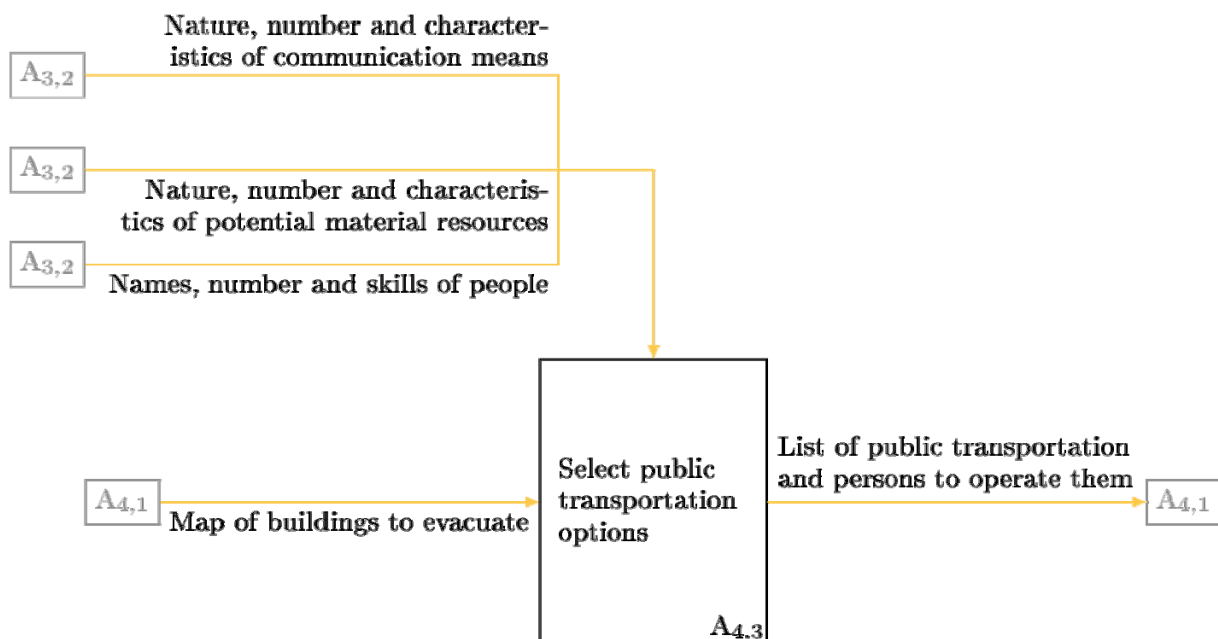 Nature, number and character-
istics of communication means
A3,2
A3,2
Nature, number and characteris-
tics of potential material resources
A3,2
Names, number and skills of people
Select public
transportation
options
A4,3
A4,1
Map of buildings to evacuate
List of public transportation
and persons to operate them
A4,1